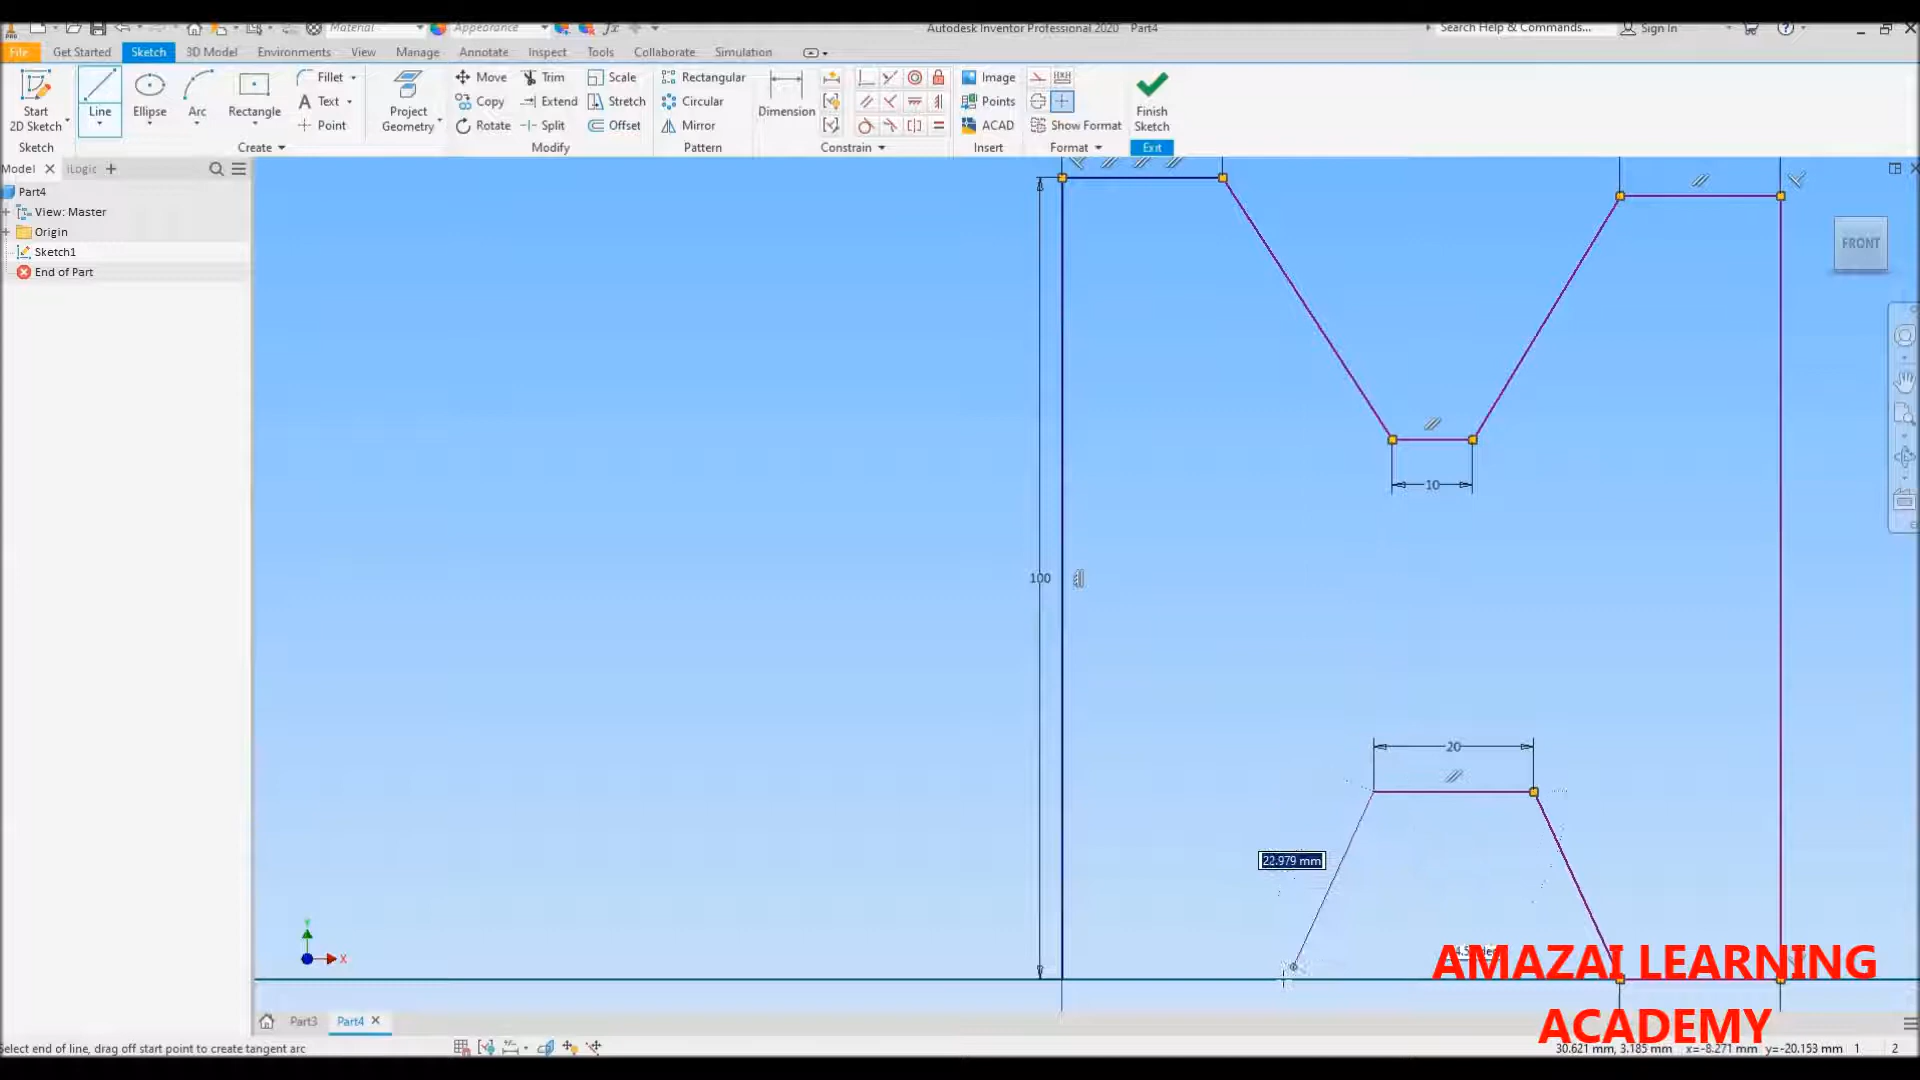 Material
Appearance
fx
Autodesk Inventor Professional 2020 Part4
Search Help & Commands...
Sign In
File
Get Started
Sketch
3D Model
Environments
View
Manage
Annotate
Inspect
Tools
Collaborate
Simulation
Start
2D Sketch
Line
Ellipse
Arc
Rectangle
Fillet
Text
Point
Project
Geometry
Move
Copy
Rotate
Trim
Extend
Split
Scale
Stretch
Offset
Rectangular
Circular
Mirror
Dimension
Image
Points
ACAD
Show Format
Finish
Sketch
Sketch
Create
Modify
Pattern
Constrain
Insert
Format
Exit
Model
iLogic
Part4
View: Master
Origin
Sketch1
End of Part
FRONT
10
100
20
22.979 mm
Y
X
AMAZAI LEARNING
ACADEMY
Part3
Part4
Select end of line, drag off start point to create tangent arc
30.621 mm, 3.185 mm x=-8.271 mm y=-20.153 mm 1 2